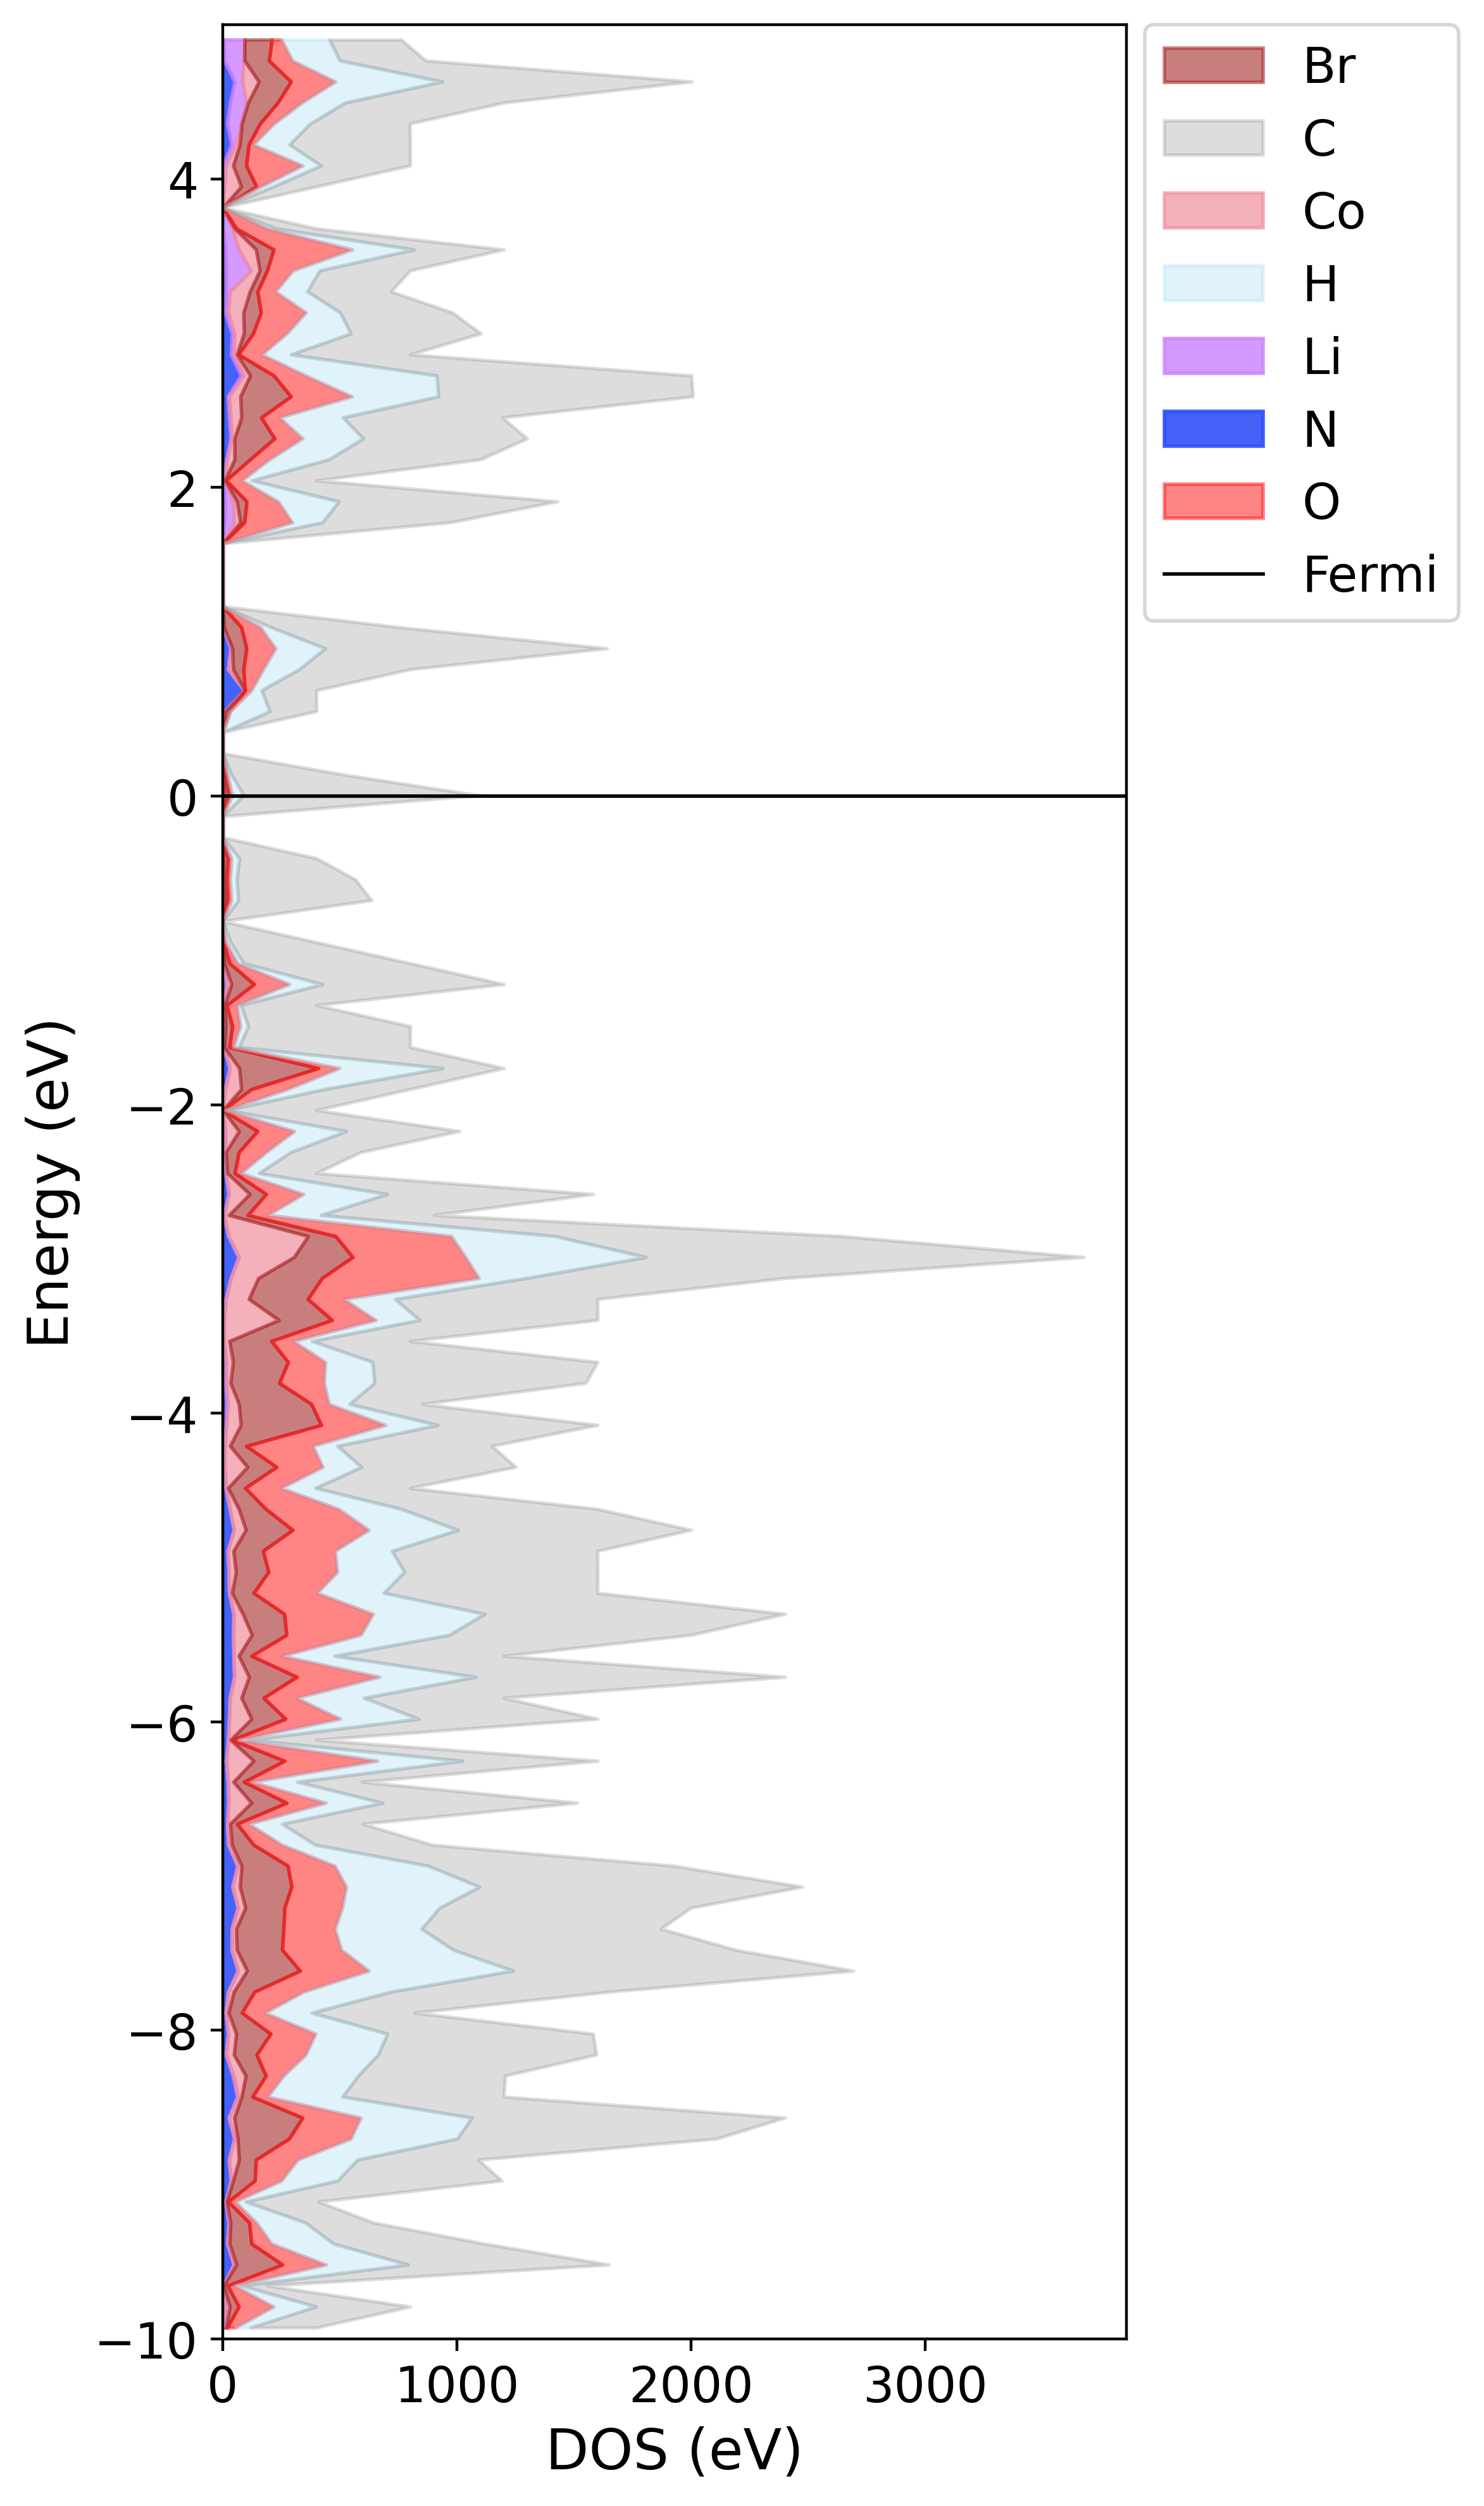 Br
C
Co
H
Li
N
O
Fermi
4
2
0
−2
−4
−6
−8
−10
Energy (eV)
0 1000 2000 3000
DOS (eV)